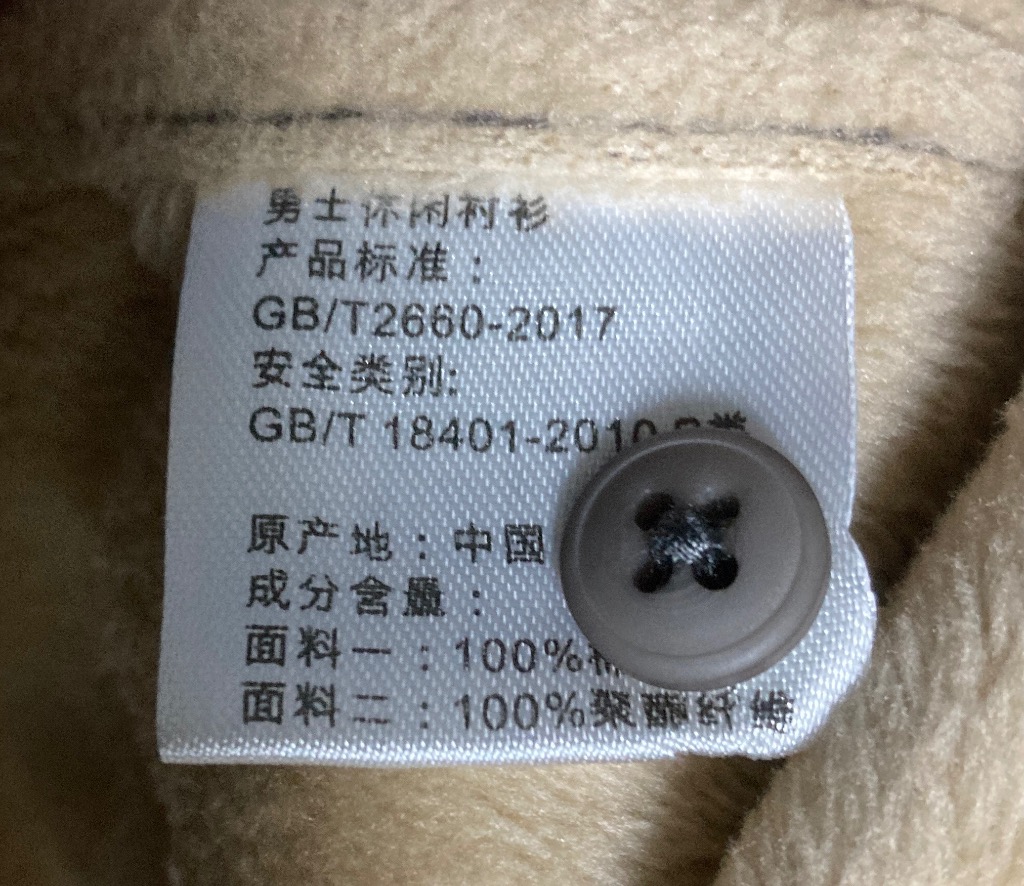 男士休闲衬衫
产品标准：
GB/T2660-2017
安全类别:
GB/T 18401-2010
原产地：中國
成分含量：
面料一：100%
面料二：100%聚酯纤维